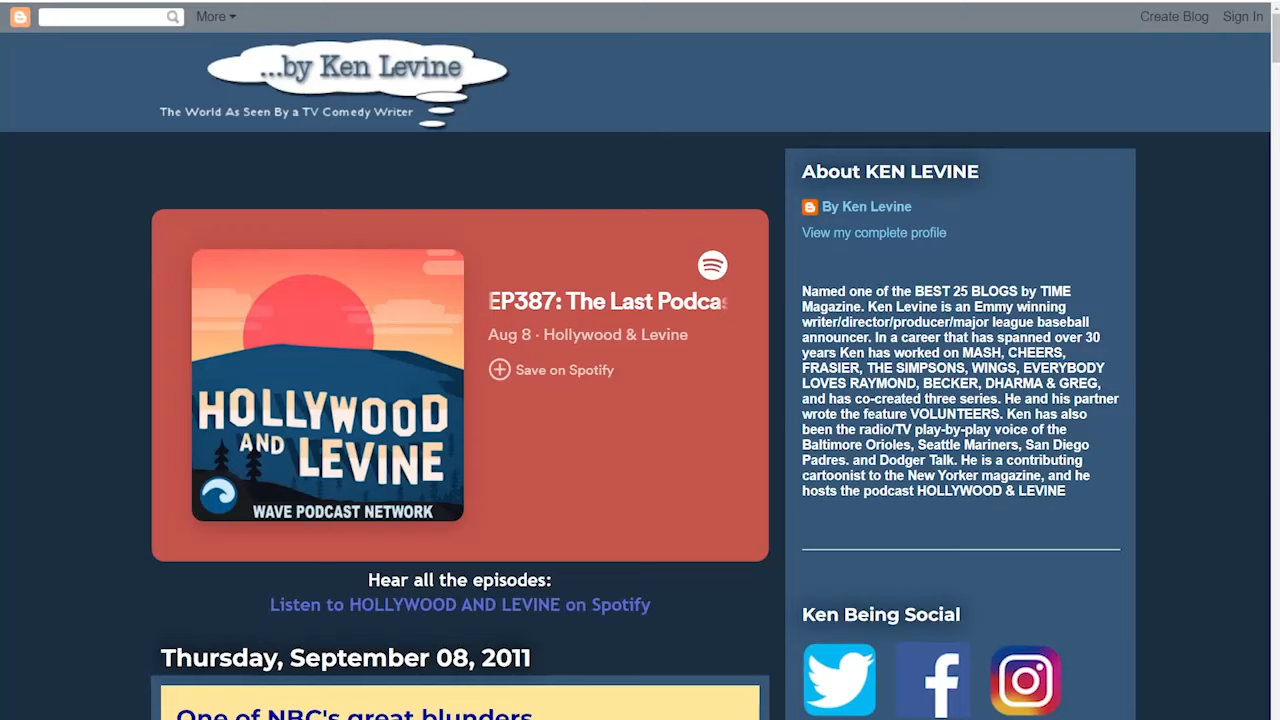 More
Create Blog
Sign In
...by Ken Levine
The World As Seen By a TV Comedy Writer
EP387: The Last Podcas
Aug 8 · Hollywood & Levine
Save on Spotify
HOLLYWOOD
AND LEVINE
WAVE PODCAST NETWORK
Hear all the episodes:
Listen to HOLLYWOOD AND LEVINE on Spotify
Thursday, September 08, 2011
One of NBC's great blunders
About KEN LEVINE
By Ken Levine
View my complete profile
Named one of the BEST 25 BLOGS by TIME
Magazine. Ken Levine is an Emmy winning
writer/director/producer/major league baseball
announcer. In a career that has spanned over 30
years Ken has worked on MASH, CHEERS,
FRASIER, THE SIMPSONS, WINGS, EVERYBODY
LOVES RAYMOND, BECKER, DHARMA & GREG,
and has co-created three series. He and his partner
wrote the feature VOLUNTEERS. Ken has also
been the radio/TV play-by-play voice of the
Baltimore Orioles, Seattle Mariners, San Diego
Padres. and Dodger Talk. He is a contributing
cartoonist to the New Yorker magazine, and he
hosts the podcast HOLLYWOOD & LEVINE
Ken Being Social